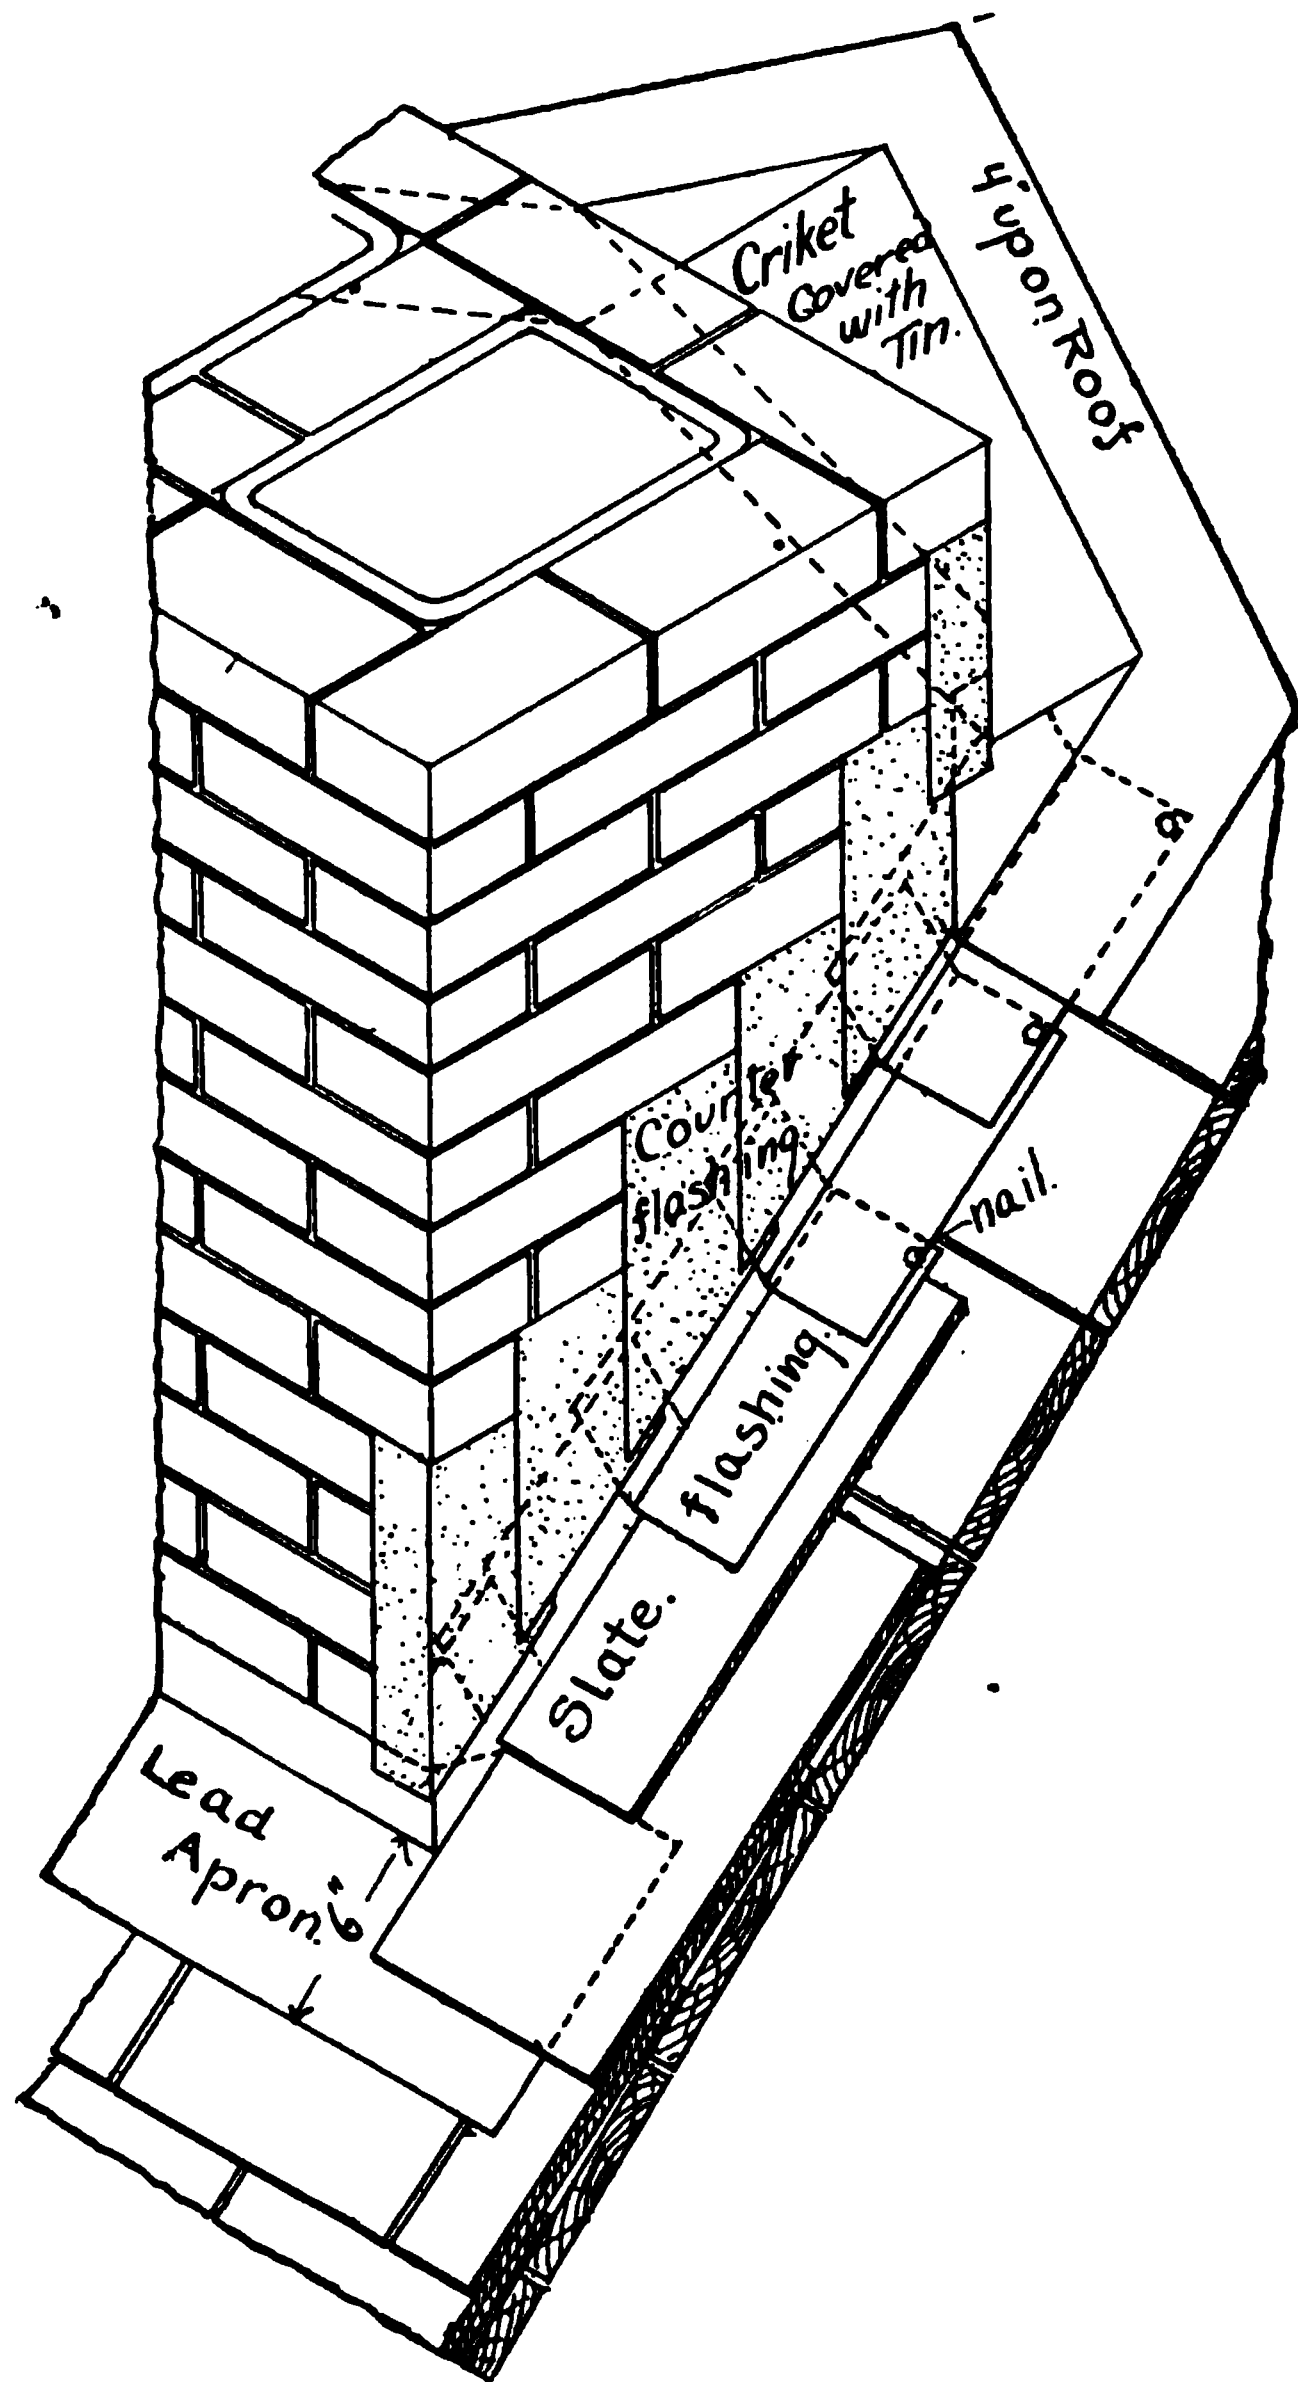 Criket
Covered
with
Tin.
4" upon Roof
Counter
flashing
nail.
flashing.
Slate.
Lead
Apron.
6"